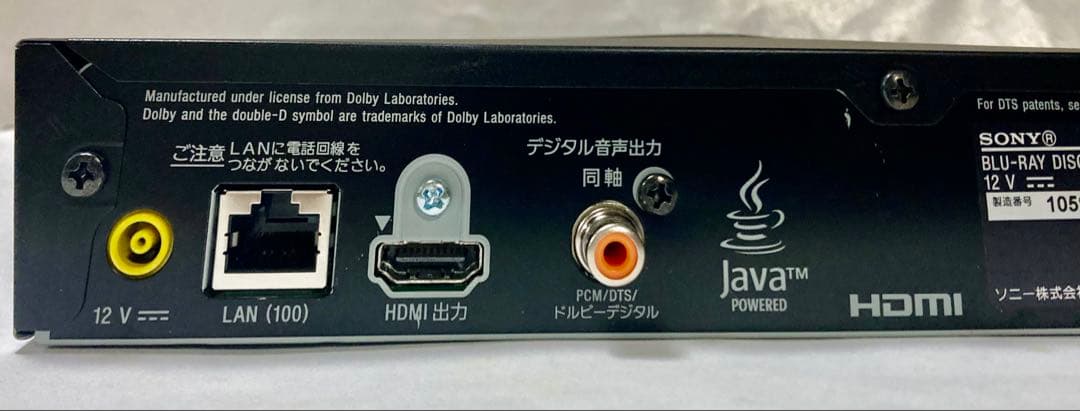 Manufactured under license from Dolby Laboratories.
Dolby and the double-D symbol are trademarks of Dolby Laboratories.
ご注意 LANに電話回線を
つながないでください。
12 V
LAN (100)
HDMI 出力
デジタル音声出力
同軸
PCM/DTS/
ドルビーデジタル
Java™
POWERED
HDMI
For DTS patents, se
SONY®
BLU-RAY DISC
12 V
製造番号 105
ソニー株式会社